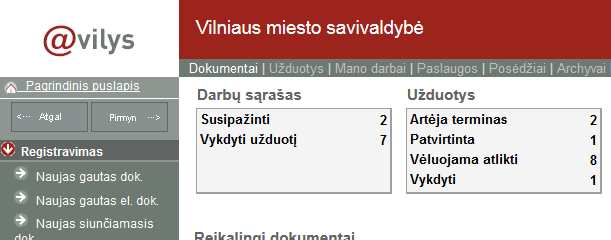 @vilys
Vilniaus miesto savivaldybė
Dokumentai | Užduotys | Mano darbai | Paslaugos | Posėdžiai | Archyvai
Pagrindinis puslapis
<··· Atgal
Pirmyn ···>
Registravimas
Naujas gautas dok.
Naujas gautas el. dok.
Naujas siunčiamasis
dok.
Darbų sąrašas
Susipažinti 2
Vykdyti užduotį 7
Užduotys
Artėja terminas 2
Patvirtinta 1
Vėluojama atlikti 8
Vykdyti 1
Reikalingi dokumentai